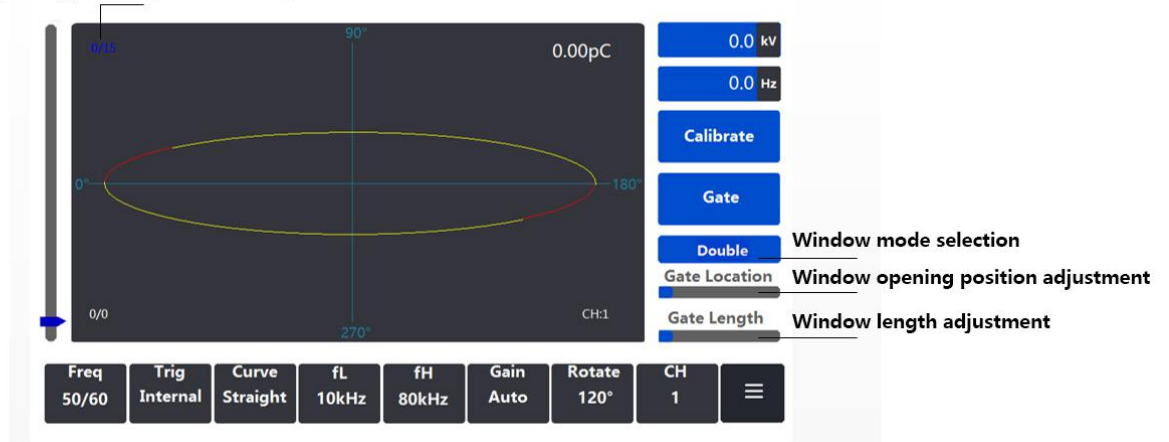 0/15
90°
0.00pC
0°
180°
270°
0/0
CH:1
0.0 kV
0.0 Hz
Calibrate
Gate
Double
Window mode selection
Gate Location
Window opening position adjustment
Gate Length
Window length adjustment
Freq
50/60
Trig
Internal
Curve
Straight
fL
10kHz
fH
80kHz
Gain
Auto
Rotate
120°
CH
1